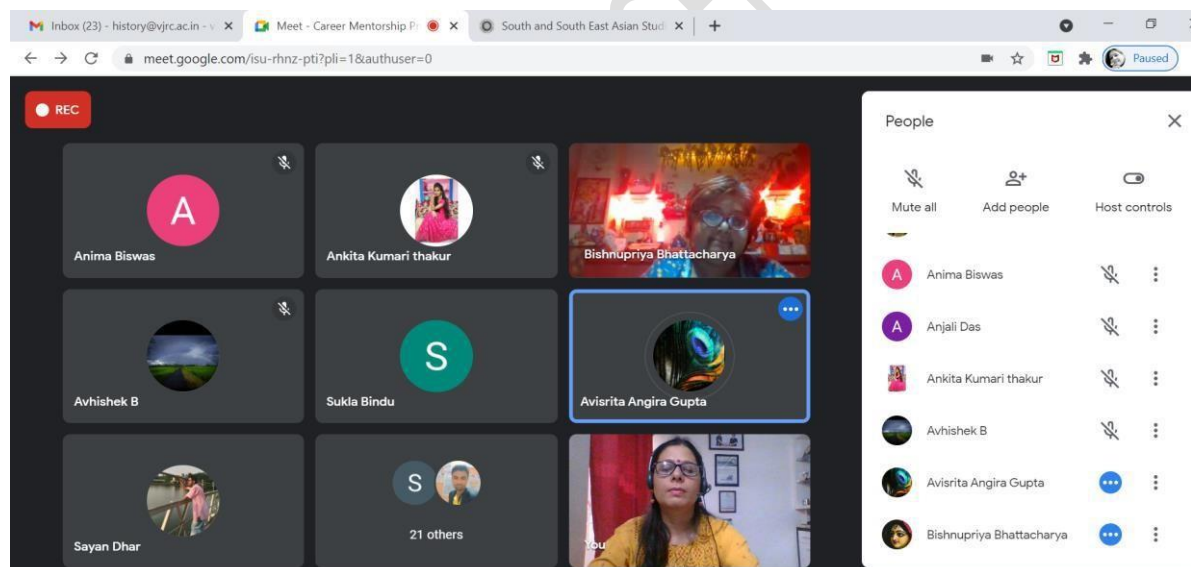 Inbox (23) - history@vjrc.ac.in - v
Meet - Career Mentorship P
South and South East Asian Stud
meet.google.com/isu-rhnz-pti?pli=1&authuser=0
Paused
REC
A
Anima Biswas
Ankita Kumari thakur
Bishnupriya Bhattacharya
Avhishek B
S
Sukla Bindu
Avisrita Angira Gupta
Sayan Dhar
S
21 others
You
People
Mute all
Add people
Host controls
A
Anima Biswas
A
Anjali Das
Ankita Kumari thakur
Avhishek B
Avisrita Angira Gupta
Bishnupriya Bhattacharya